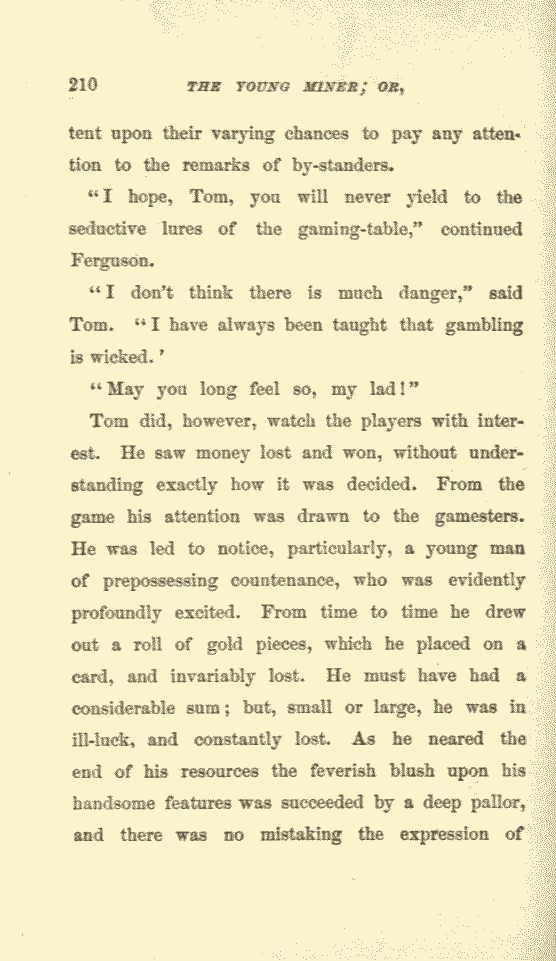 210 THE YOUNG MINER; OR,
tent upon their varying chances to pay any atten-
tion to the remarks of by-standers.
“I hope, Tom, you will never yield to the
seductive lures of the gaming-table,” continued
Ferguson.
“I don't think there is much danger,” said
Tom. “I have always been taught that gambling
is wicked.’
“May you long feel so, my lad!”
Tom did, however, watch the players with inter-
est. He saw money lost and won, without under-
standing exactly how it was decided. From the
game his attention was drawn to the gamesters.
He was led to notice, particularly, a young man
of prepossessing countenance, who was evidently
profoundly excited. From time to time he drew
out a roll of gold pieces, which he placed on a
card, and invariably lost. He must have had a
considerable sum; but, small or large, he was in
ill-luck, and constantly lost. As he neared the
end of his resources the feverish blush upon his
handsome features was succeeded by a deep pallor,
and there was no mistaking the expression of